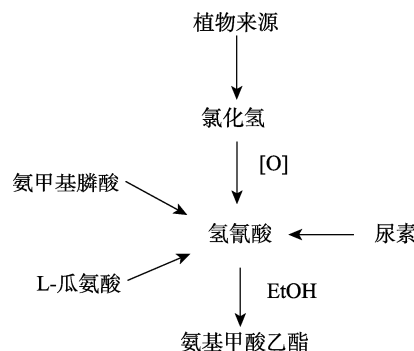 植物来源
氯化氢
[O]
氨甲基膦酸
氢氰酸
尿素
L-瓜氨酸
EtOH
氨基甲酸乙酯